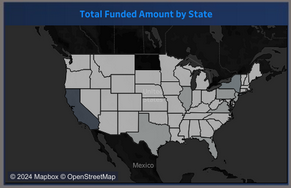 Total Funded Amount by State
Mexico
© 2024 Mapbox © OpenStreetMap